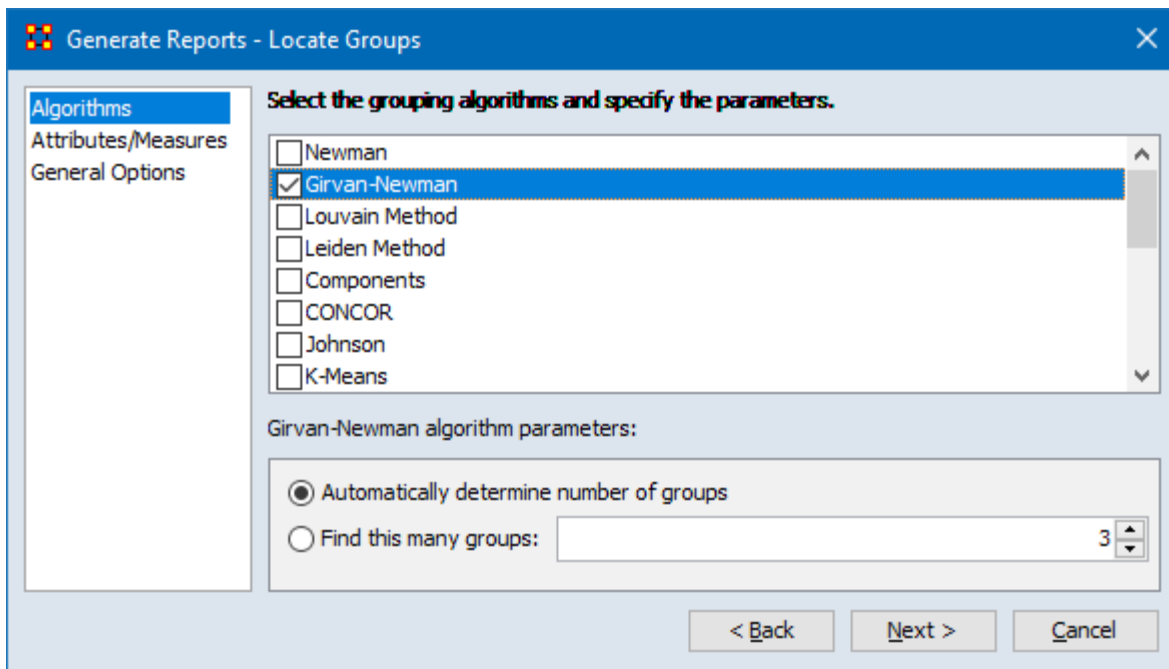 Generate Reports - Locate Groups
Algorithms
Attributes/Measures
General Options
Select the grouping algorithms and specify the parameters.
Newman
Girvan-Newman
Louvain Method
Leiden Method
Components
CONCOR
Johnson
K-Means
Girvan-Newman algorithm parameters:
Automatically determine number of groups
Find this many groups: 3
< Back Next > Cancel